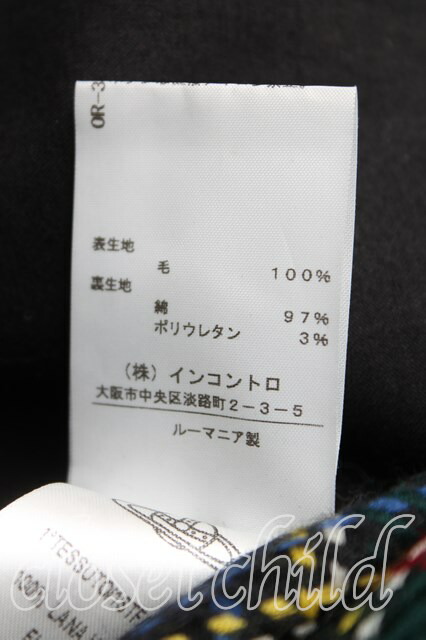 OR-3
表生地
毛 100%
裏生地
綿 97%
ポリウレタン 3%
(株) インコントロ
大阪市中央区淡路町2-3-5
ルーマニア製
closet child